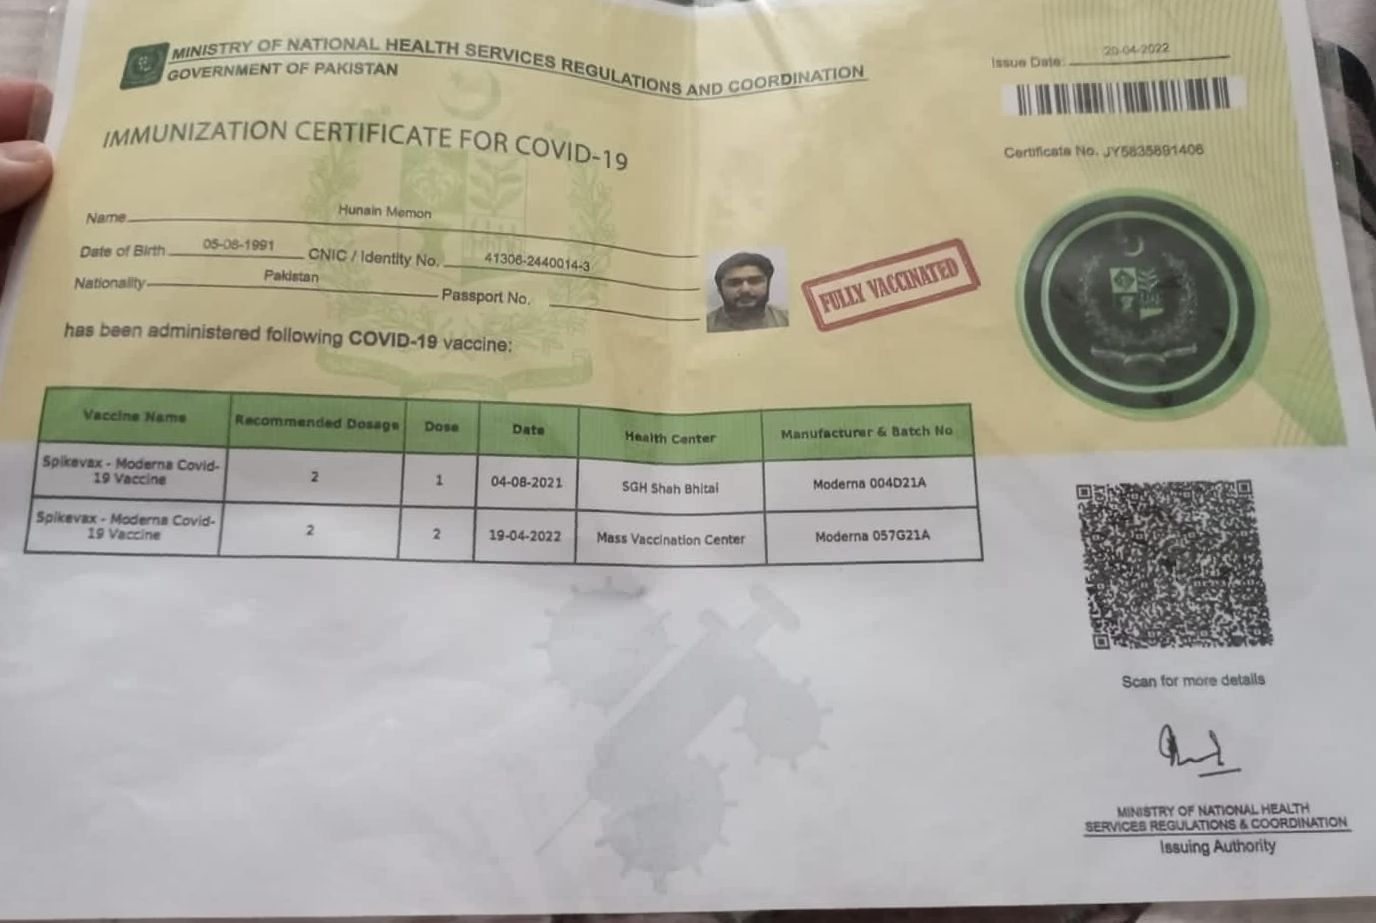 MINISTRY OF NATIONAL HEALTH SERVICES REGULATIONS AND COORDINATION
GOVERNMENT OF PAKISTAN
Issue Date: 20-04-2022
Certificate No. JY5835891406
IMMUNIZATION CERTIFICATE FOR COVID-19
Name Hunain Memon
Date of Birth 05-08-1991 CNIC / Identity No. 41306-2440014-3
Nationality Pakistan Passport No.
FULLY VACCINATED
has been administered following COVID-19 vaccine:
Vaccine Name Recommended Dosage Dose Date Health Center Manufacturer & Batch No
Spikevax - Moderna Covid-
19 Vaccine 2 1 04-08-2021 SGH Shah Bhitai Moderna 004D21A
Spikevax - Moderna Covid-
19 Vaccine 2 2 19-04-2022 Mass Vaccination Center Moderna 057G21A
Scan for more details
MINISTRY OF NATIONAL HEALTH
SERVICES REGULATIONS & COORDINATION
Issuing Authority